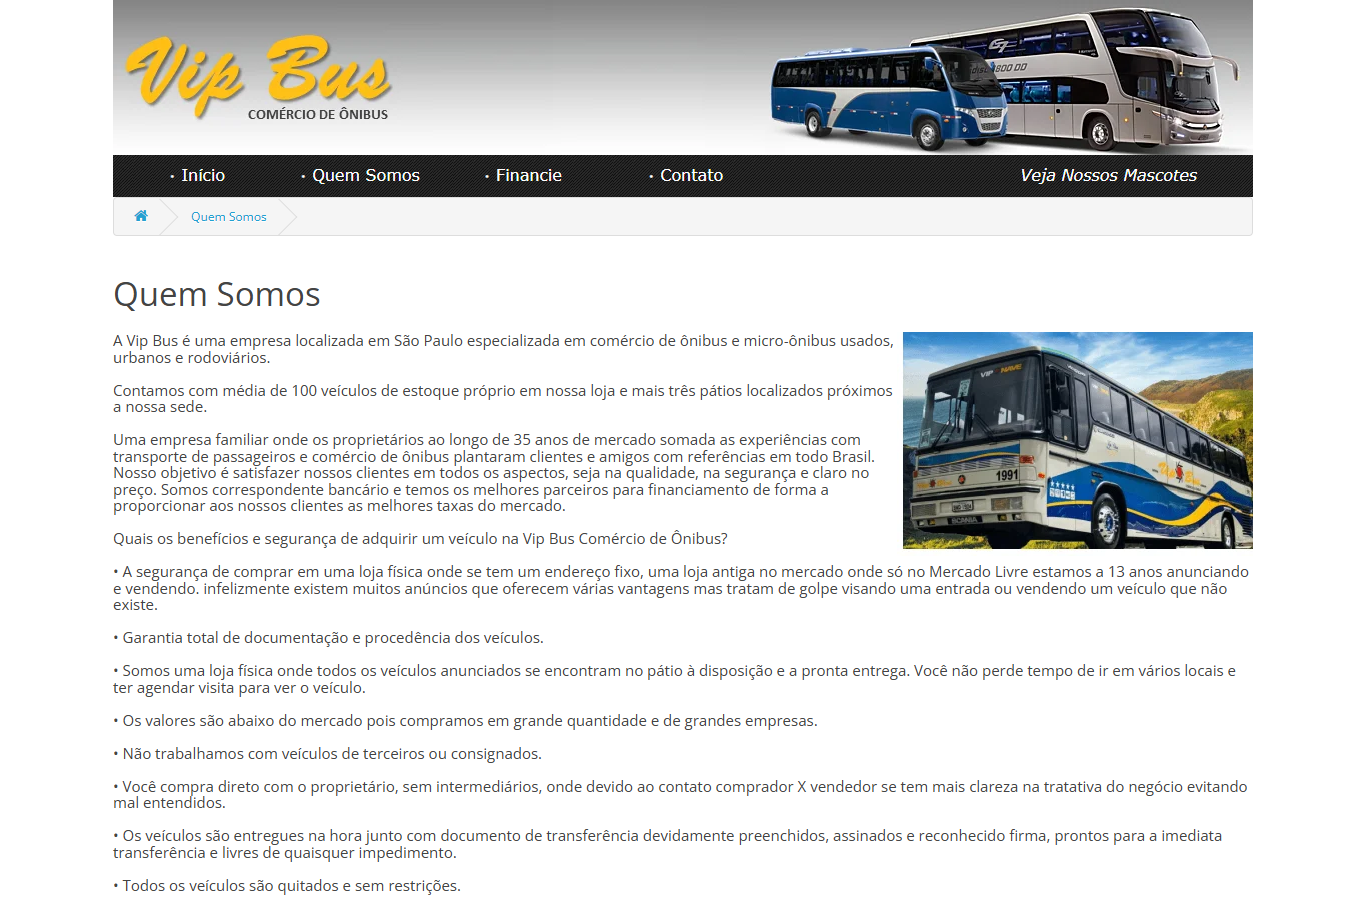 Vip Bus
COMÉRCIO DE ÔNIBUS
• Início • Quem Somos • Financie • Contato Veja Nossos Mascotes
Quem Somos
Quem Somos
A Vip Bus é uma empresa localizada em São Paulo especializada em comércio de ônibus e micro-ônibus usados,
urbanos e rodoviários.
Contamos com média de 100 veículos de estoque próprio em nossa loja e mais três pátios localizados próximos
a nossa sede.
Uma empresa familiar onde os proprietários ao longo de 35 anos de mercado somada as experiências com
transporte de passageiros e comércio de ônibus plantaram clientes e amigos com referências em todo Brasil.
Nosso objetivo é satisfazer nossos clientes em todos os aspectos, seja na qualidade, na segurança e claro no
preço. Somos correspondente bancário e temos os melhores parceiros para financiamento de forma a
proporcionar aos nossos clientes as melhores taxas do mercado.
VIP NAVE
1991
Vip Bus
SCANIA
Quais os benefícios e segurança de adquirir um veículo na Vip Bus Comércio de Ônibus?
• A segurança de comprar em uma loja física onde se tem um endereço fixo, uma loja antiga no mercado onde só no Mercado Livre estamos a 13 anos anunciando
e vendendo. infelizmente existem muitos anúncios que oferecem várias vantagens mas tratam de golpe visando uma entrada ou vendendo um veículo que não
existe.
• Garantia total de documentação e procedência dos veículos.
• Somos uma loja física onde todos os veículos anunciados se encontram no pátio à disposição e a pronta entrega. Você não perde tempo de ir em vários locais e
ter agendar visita para ver o veículo.
• Os valores são abaixo do mercado pois compramos em grande quantidade e de grandes empresas.
• Não trabalhamos com veículos de terceiros ou consignados.
• Você compra direto com o proprietário, sem intermediários, onde devido ao contato comprador X vendedor se tem mais clareza na tratativa do negócio evitando
mal entendidos.
• Os veículos são entregues na hora junto com documento de transferência devidamente preenchidos, assinados e reconhecido firma, prontos para a imediata
transferência e livres de quaisquer impedimento.
• Todos os veículos são quitados e sem restrições.